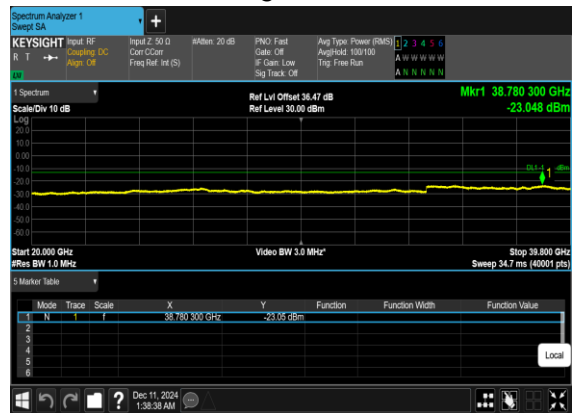 Spectrum Analyzer 1
Swept SA
+
KEYSIGHT Input: RF Input Z: 50 Ω #Atten: 20 dB PNO: Fast Avg Type: Power (RMS) 1 2 3 4 5 6
R T Coupling: DC Corr CCorr Gate: Off Avg|Hold: 100/100 A W W W W W
Align: Off Freq Ref: Int (S) IF Gain: Low Trig: Free Run
LXI Sig Track: Off A N N N N N
1 Spectrum Ref Lvl Offset 36.47 dB Mkr1 38.780 300 GHz
Scale/Div 10 dB Ref Level 30.00 dBm -23.048 dBm
Log
20.0
10.0
0.00
-10.0 DL1 -1 dBm
1
-20.0
-30.0
-40.0
-50.0
-60.0
Start 20.000 GHz Video BW 3.0 MHz* Stop 39.800 GHz
#Res BW 1.0 MHz Sweep 34.7 ms (40001 pts)
5 Marker Table
Mode Trace Scale X Y Function Function Width Function Value
1 N 1 f 38.780 300 GHz -23.05 dBm
2
3
4
5
6
Local
? Dec 11, 2024
1:38:38 AM